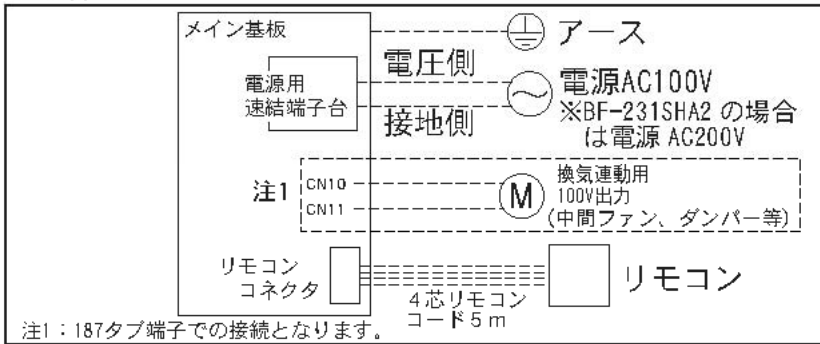 メイン基板
アース
電圧側
電源用
速結端子台
電源AC100V
※BF-231SHA2 の場合
は電源 AC200V
接地側
注1
CN10
CN11
M
換気連動用
100V出力
(中間ファン、ダンパー等)
リモコン
コネクタ
4芯リモコン
コード5m
リモコン
注1：187タブ端子での接続となります。